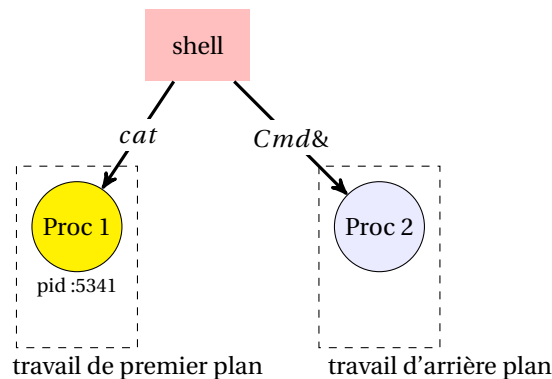 shell
cat
Cmd&
Proc 1
Proc 2
pid :5341
travail de premier plan
travail d'arrière plan